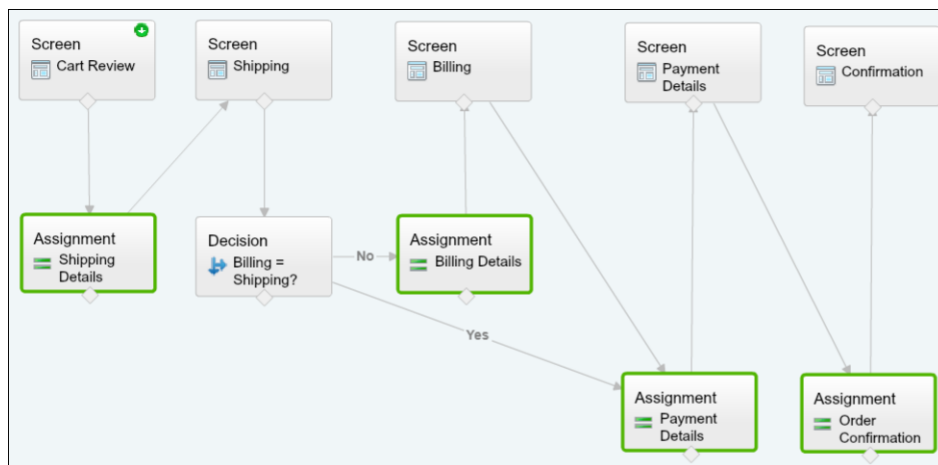 Screen
Cart Review
Screen
Shipping
Screen
Billing
Screen
Payment
Details
Screen
Confirmation
Assignment
Shipping
Details
Decision
Billing =
Shipping?
No
Assignment
Billing Details
Yes
Assignment
Payment
Details
Assignment
Order
Confirmation